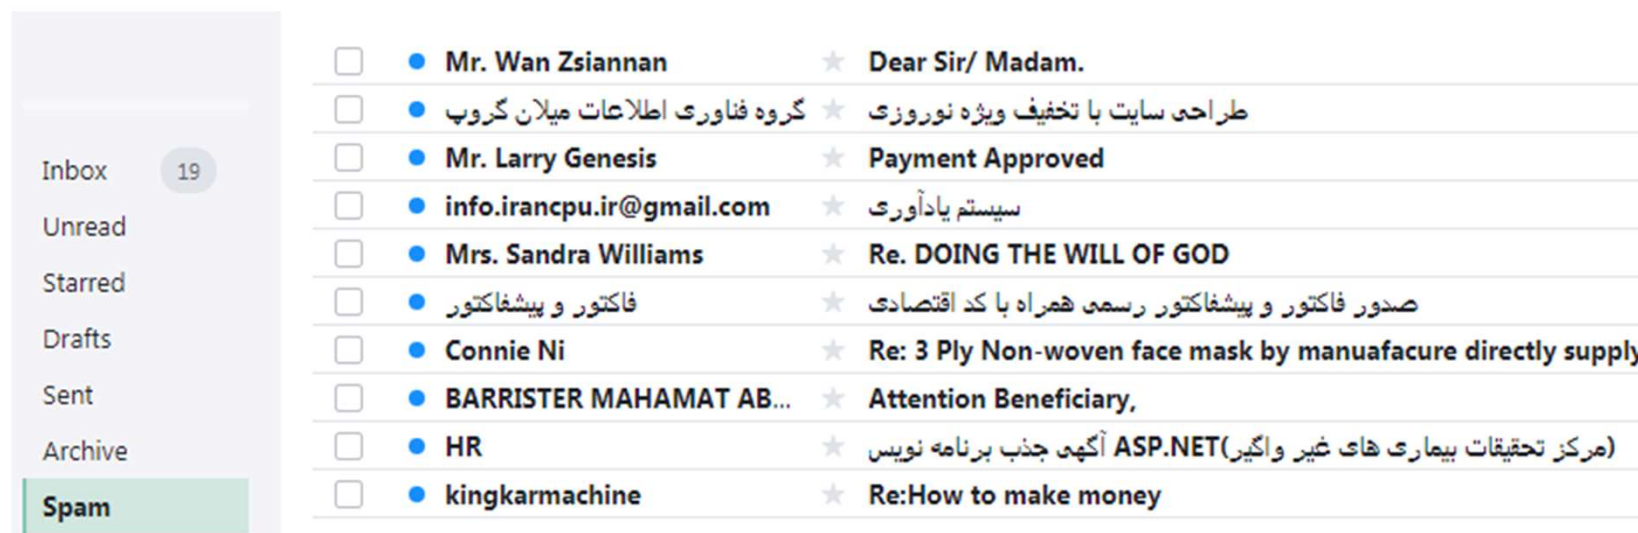 Inbox 19
Unread
Starred
Drafts
Sent
Archive
Spam
Mr. Wan Zsiannan Dear Sir/ Madam.
گروه فناوری اطلاعات میلان گروپ طراحی سایت با تخفیف ویژه نوروزی
Mr. Larry Genesis Payment Approved
info.irancpu.ir@gmail.com سیستم یادآوری
Mrs. Sandra Williams Re. DOING THE WILL OF GOD
فاکتور و پیشفاکتور صدور فاکتور و پیشفاکتور رسمی همراه با کد اقتصادی
Connie Ni Re: 3 Ply Non-woven face mask by manuafacure directly supply
BARRISTER MAHAMAT AB... Attention Beneficiary,
HR آگهی جذب برنامه نویس ASP.NET(مرکز تحقیقات بیماری های غیر واگیر)
kingkarmachine Re:How to make money